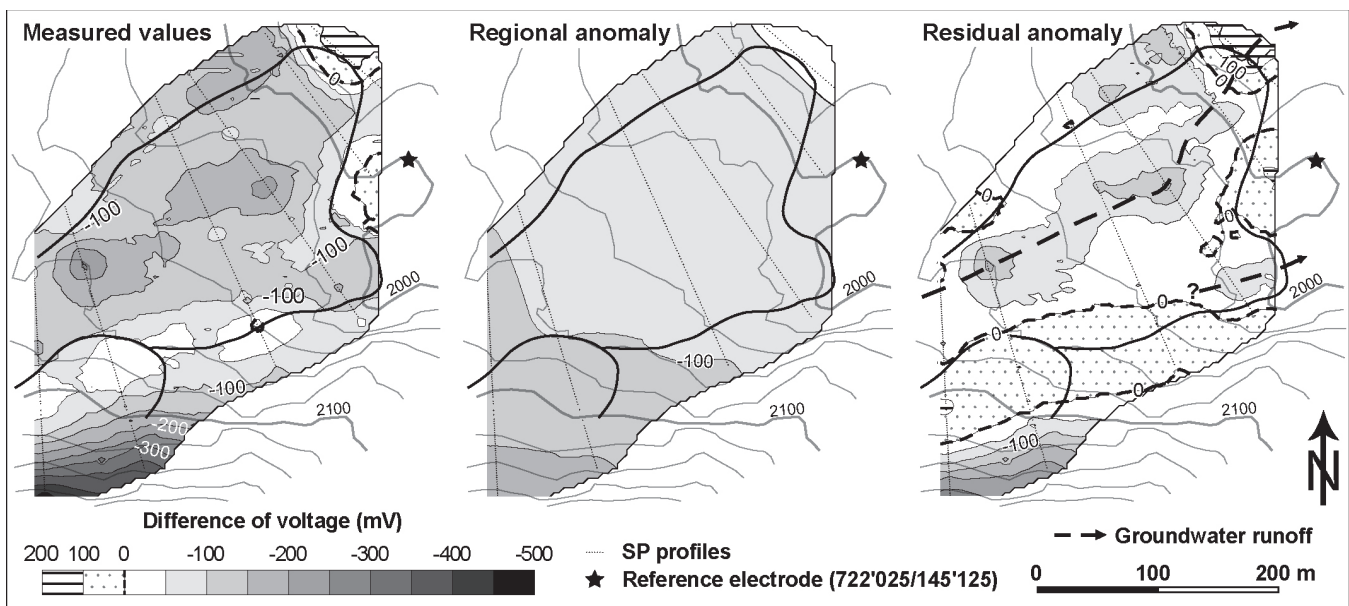 Measured values
Regional anomaly
Residual anomaly
0
-100
-100
-100
-100
-200
-300
2000
2100
-100
2000
2100
100
0
0
0
0
?
0
0
-100
2000
2100
N
Difference of voltage (mV)
200 100 0 -100 -200 -300 -400 -500
SP profiles
Reference electrode (722'025/145'125)
Groundwater runoff
0 100 200 m